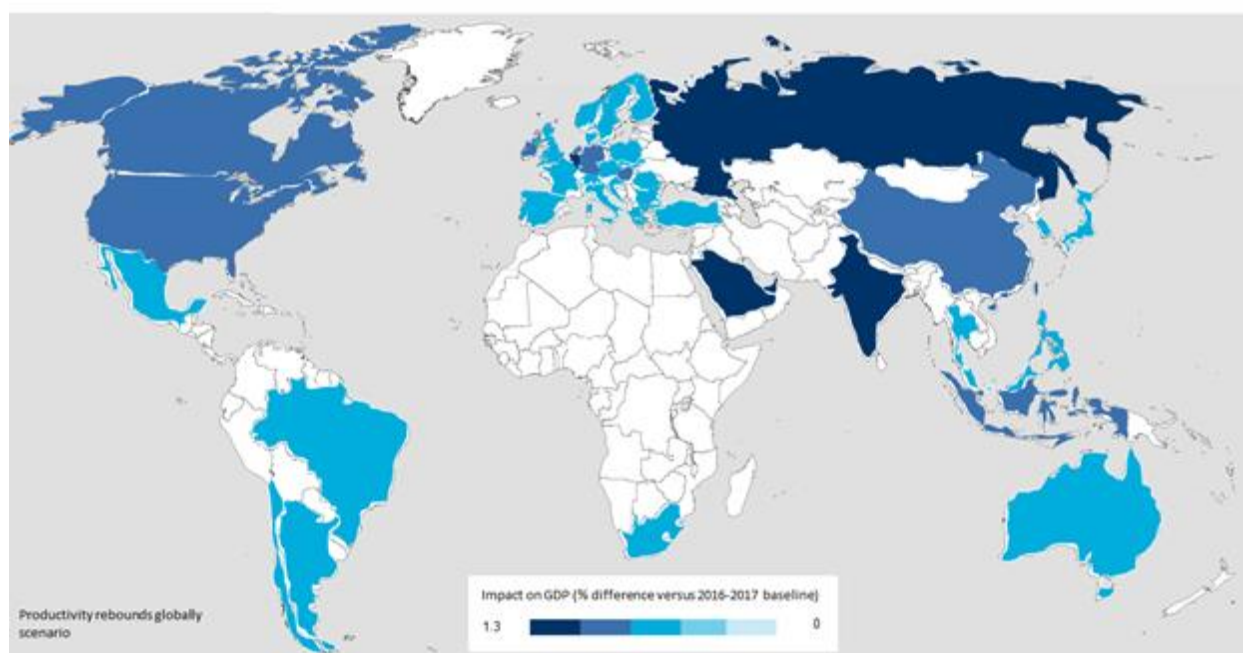 Impact on GDP (% difference versus 2016-2017 baseline)
1.3 0
Productivity rebounds globally
scenario